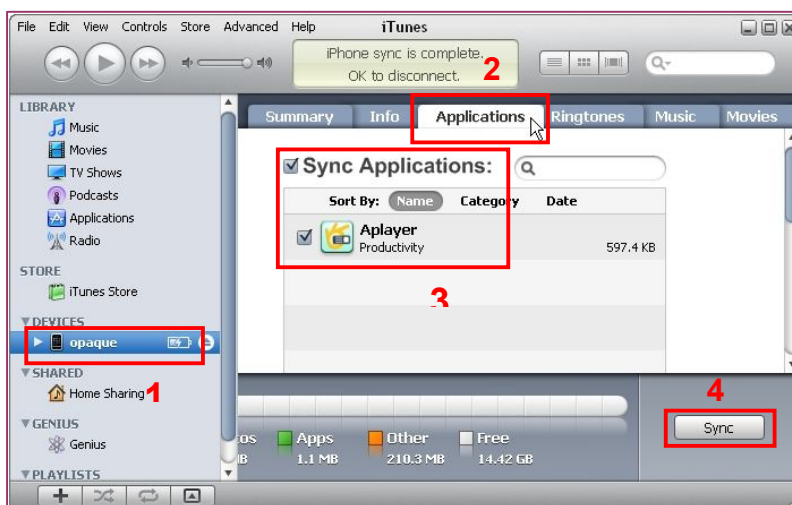 File Edit View Controls Store Advanced Help iTunes
iPhone sync is complete.
OK to disconnect.
2
LIBRARY
Music
Movies
TV Shows
Podcasts
Applications
Radio
STORE
iTunes Store
DEVICES
opaque
1
SHARED
Home Sharing
GENIUS
Genius
PLAYLISTS
Summary Info Applications Ringtones Music Movies
Sync Applications:
Sort By: Name Category Date
Aplayer
Productivity 597.4 KB
3
4
Sync
os Apps Other Free
B 1.1 MB 210.3 MB 14.42 GB